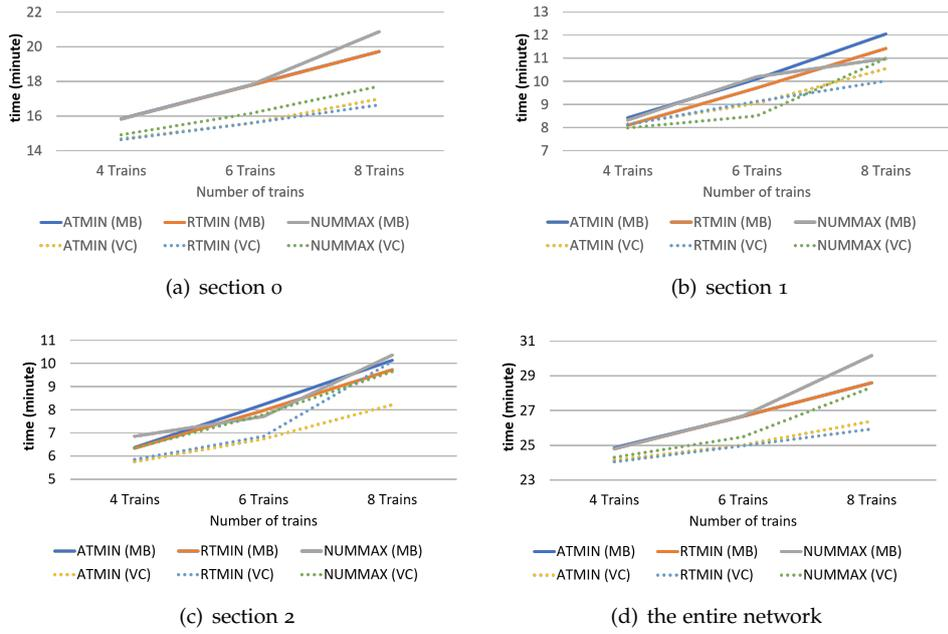 22
20
18
16
14
time (minute)
4 Trains
6 Trains
8 Trains
Number of trains
ATMIN (MB)
RTMIN (MB)
NUMMAX (MB)
ATMIN (VC)
RTMIN (VC)
NUMMAX (VC)
(a) section 0
13
12
11
10
9
8
7
time (minute)
4 Trains
6 Trains
8 Trains
Number of trains
ATMIN (MB)
RTMIN (MB)
NUMMAX (MB)
ATMIN (VC)
RTMIN (VC)
NUMMAX (VC)
(b) section 1
11
10
9
8
7
6
5
time (minute)
4 Trains
6 Trains
8 Trains
Number of trains
ATMIN (MB)
RTMIN (MB)
NUMMAX (MB)
ATMIN (VC)
RTMIN (VC)
NUMMAX (VC)
(c) section 2
31
29
27
25
23
time (minute)
4 Trains
6 Trains
8 Trains
Number of trains
ATMIN (MB)
RTMIN (MB)
NUMMAX (MB)
ATMIN (VC)
RTMIN (VC)
NUMMAX (VC)
(d) the entire network